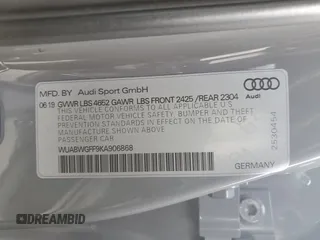 MFD. BY Audi Sport GmbH
06.19 GVWR LBS 4652 GAWR LBS FRONT 2425 /REAR 2304
THIS VEHICLE CONFORMS TO ALL APPLICABLE
FEDERAL MOTOR VEHICLE SAFETY, BUMPER AND THEFT
PREVENTION STANDARDS IN EFFECT ON THE
DATE OF MANUFACTURE SHOWN ABOVE
PASSENGER CAR
WUABWGFF9KA906868
GERMANY
Audi
2530454
DREAMBID